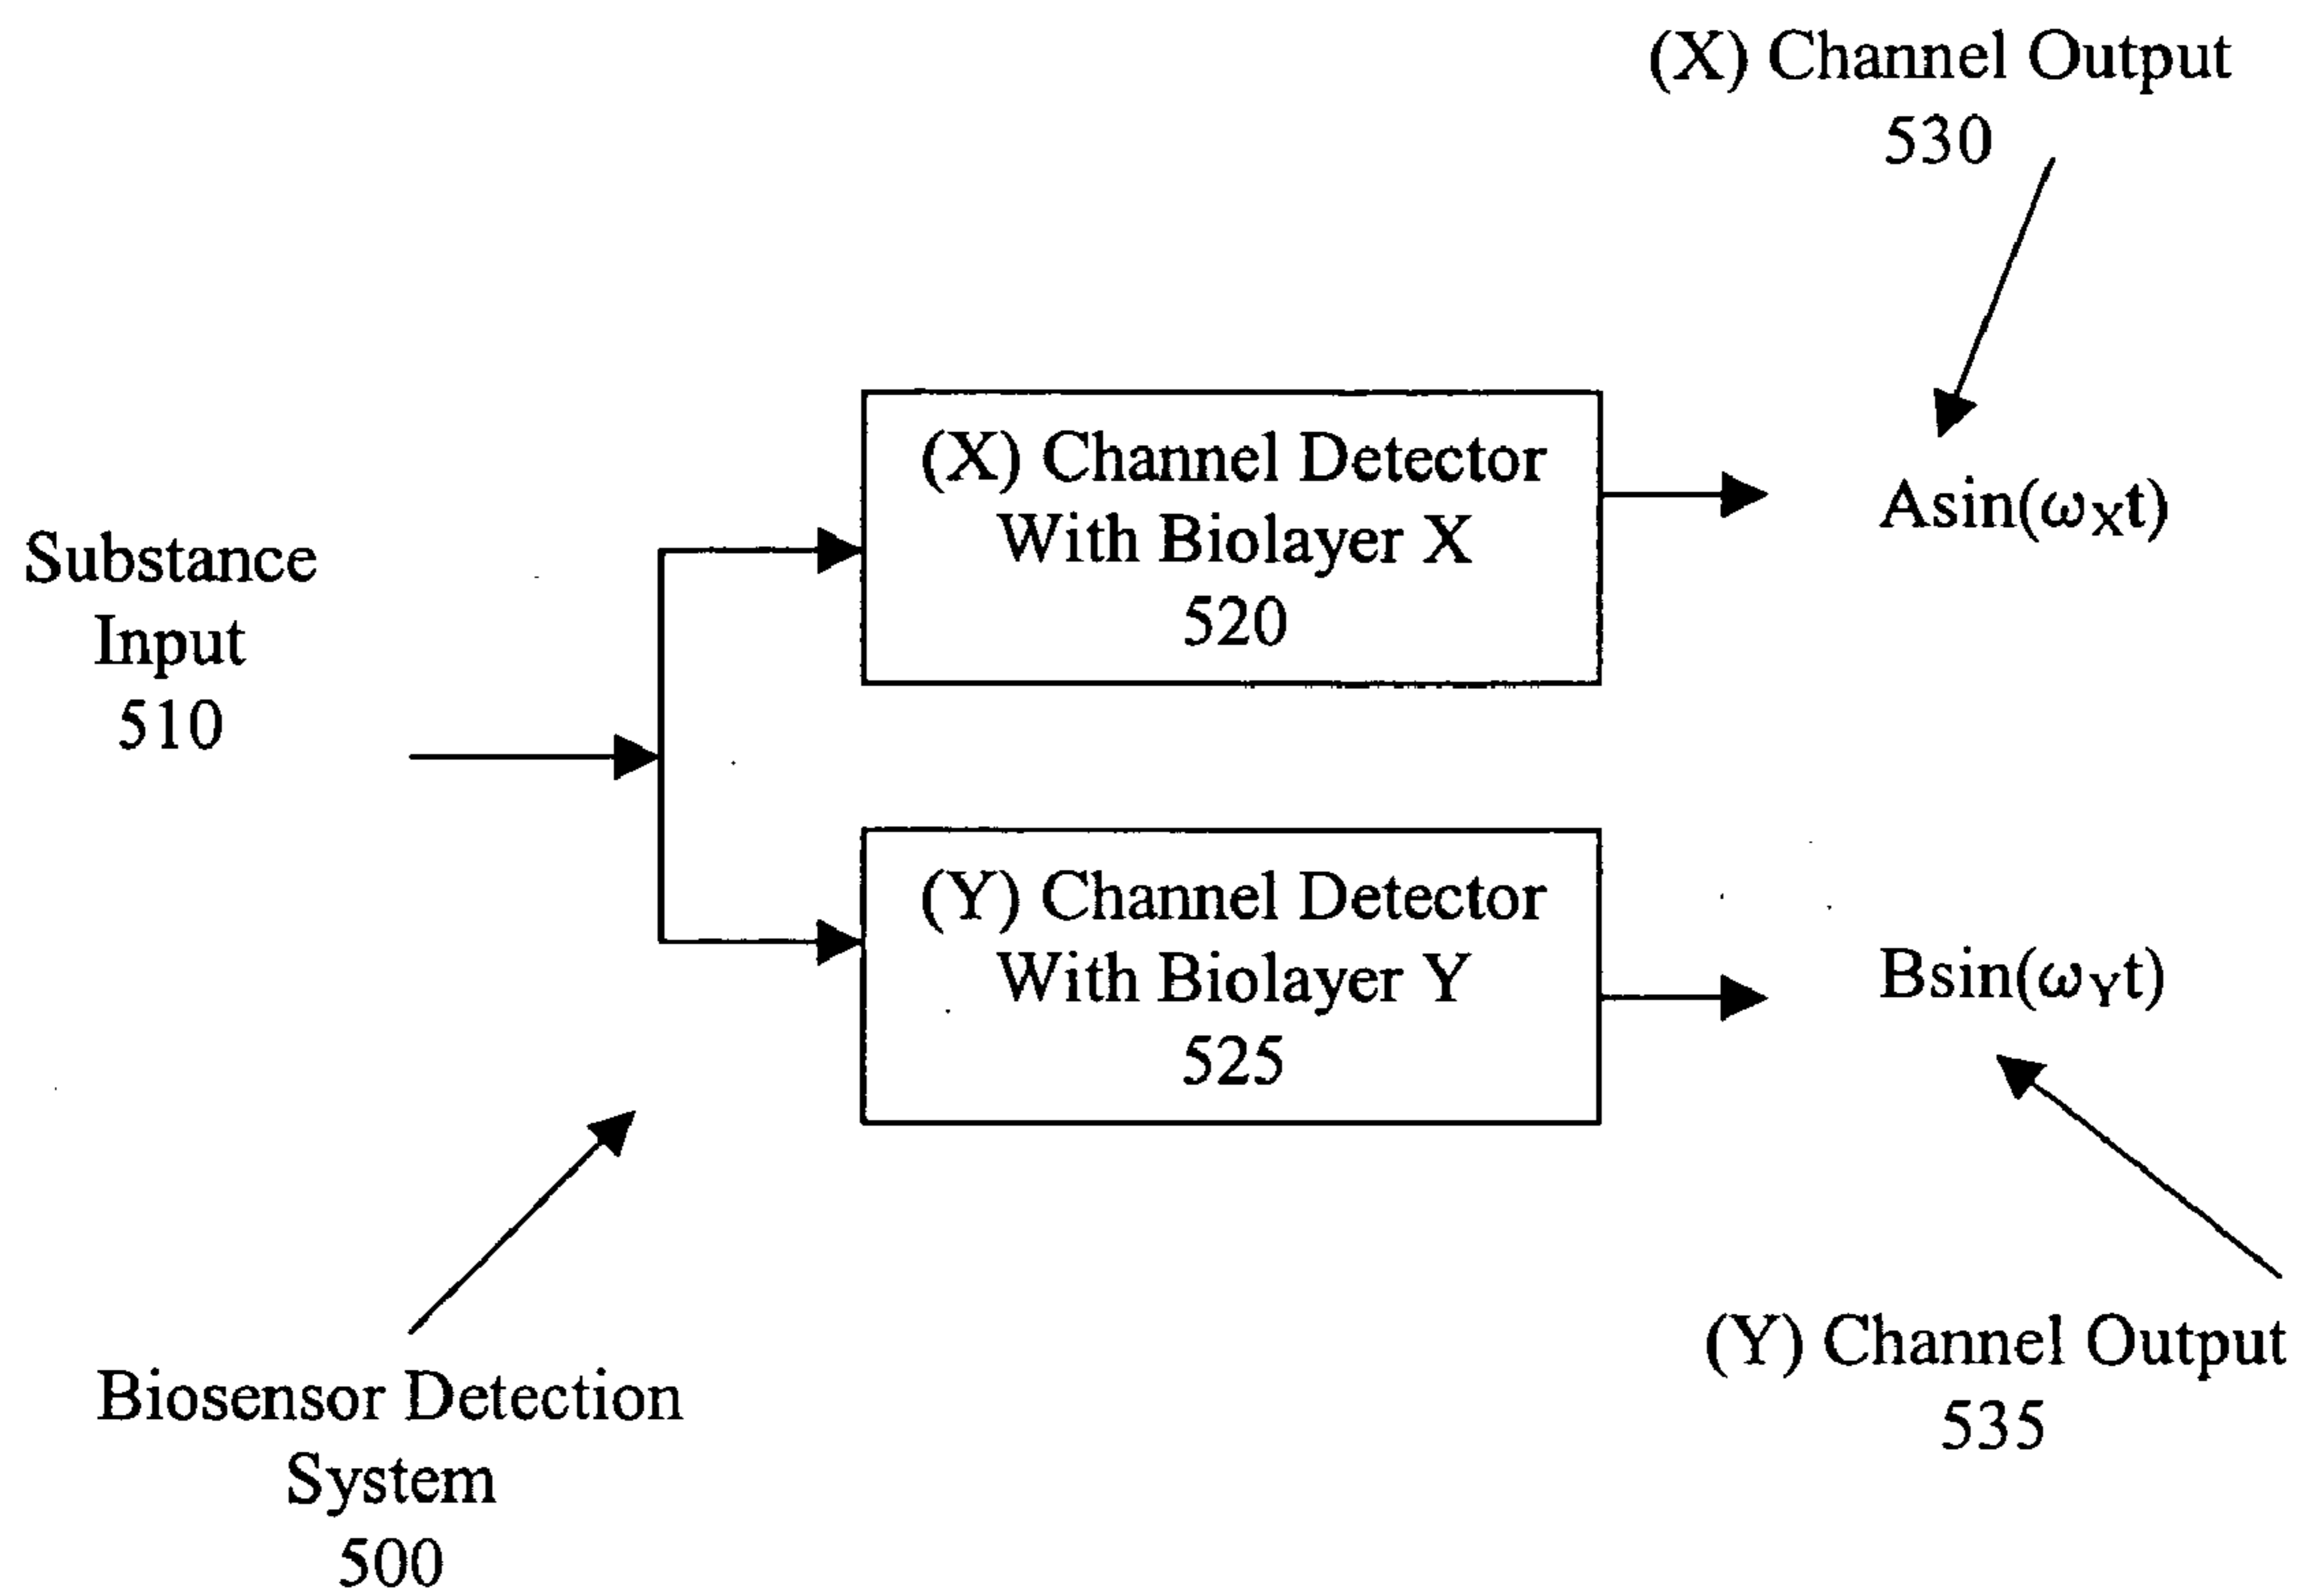 (X) Channel Output
530
(X) Channel Detector
With Biolayer X
520
Asin(ωXt)
Substance
Input
510
(Y) Channel Detector
With Biolayer Y
525
Bsin(ωYt)
Biosensor Detection
System
500
(Y) Channel Output
535